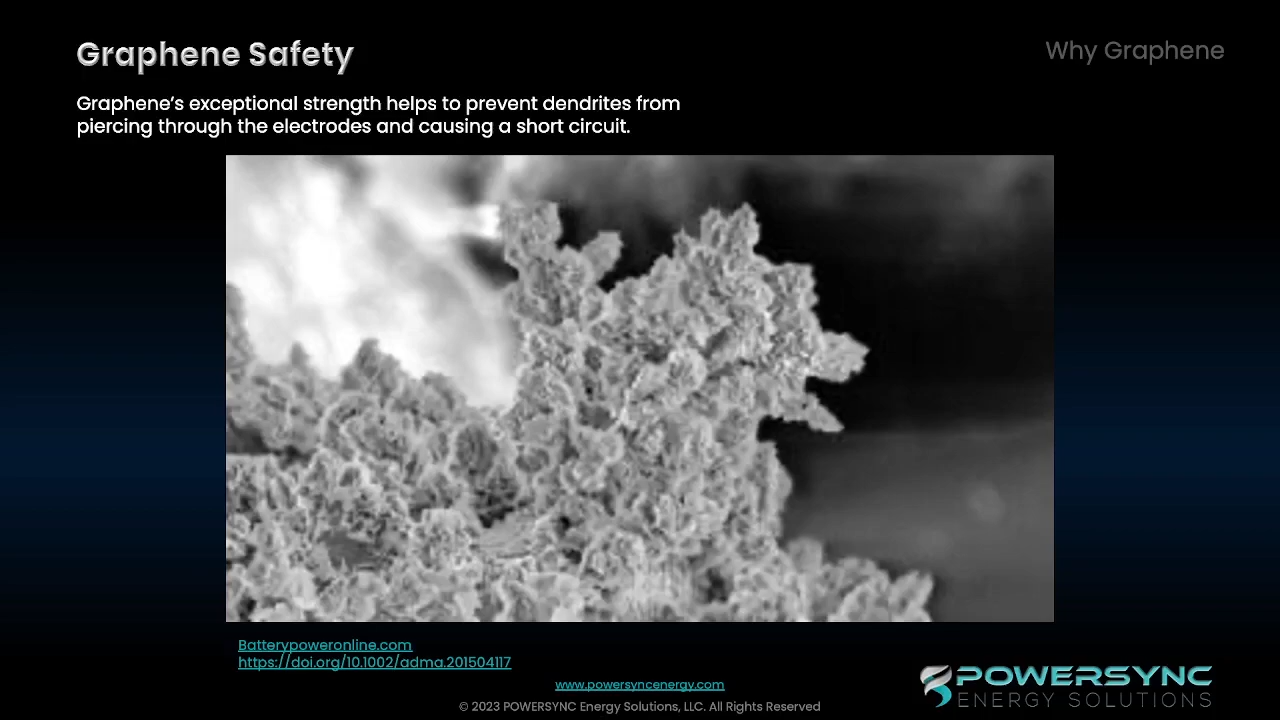 Graphene Safety
Why Graphene
Graphene’s exceptional strength helps to prevent dendrites from
piercing through the electrodes and causing a short circuit.
Batterypoweronline.com
https://doi.org/10.1002/adma.201504117
www.powersyncenergy.com
© 2023 POWERSYNC Energy Solutions, LLC. All Rights Reserved
POWERSYNC
ENERGY SOLUTIONS